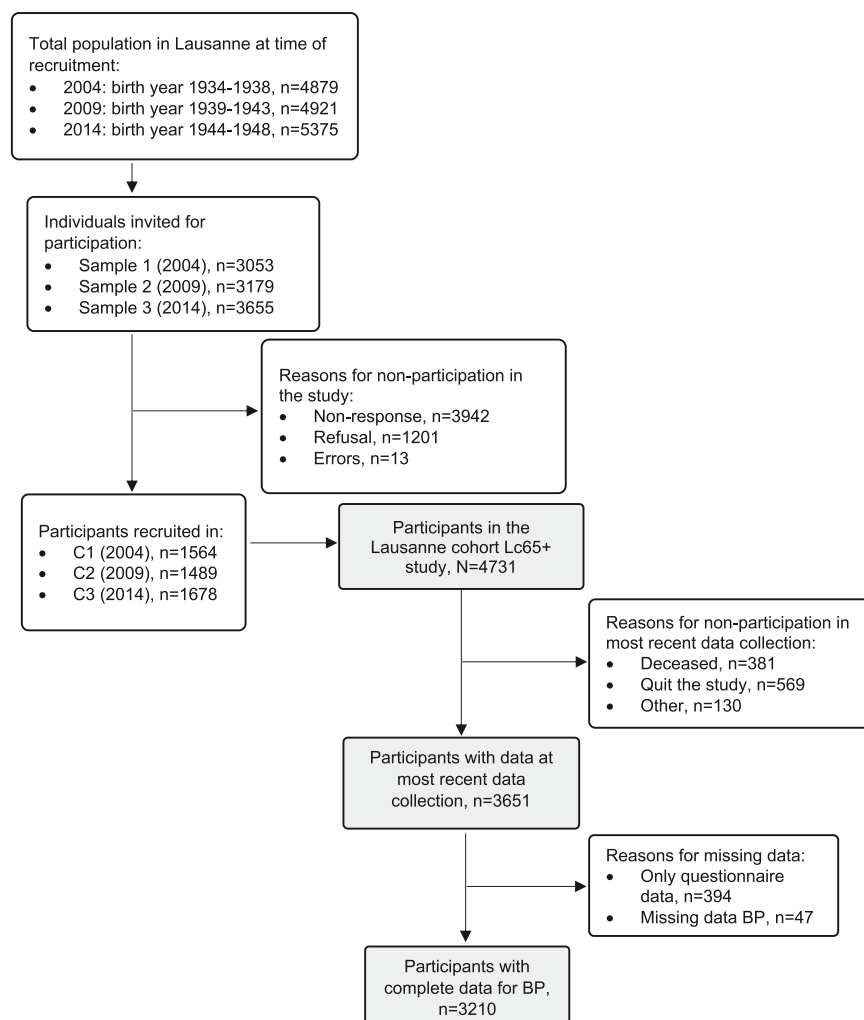 Total population in Lausanne at time of
recruitment:
• 2004: birth year 1934-1938, n=4879
• 2009: birth year 1939-1943, n=4921
• 2014: birth year 1944-1948, n=5375
Individuals invited for
participation:
• Sample 1 (2004), n=3053
• Sample 2 (2009), n=3179
• Sample 3 (2014), n=3655
Reasons for non-participation in
the study:
• Non-response, n=3942
• Refusal, n=1201
• Errors, n=13
Participants recruited in:
• C1 (2004), n=1564
• C2 (2009), n=1489
• C3 (2014), n=1678
Participants in the
Lausanne cohort Lc65+
study, N=4731
Reasons for non-participation in
most recent data collection:
• Deceased, n=381
• Quit the study, n=569
• Other, n=130
Participants with data at
most recent data
collection, n=3651
Reasons for missing data:
• Only questionnaire
data, n=394
• Missing data BP, n=47
Participants with
complete data for BP,
n=3210